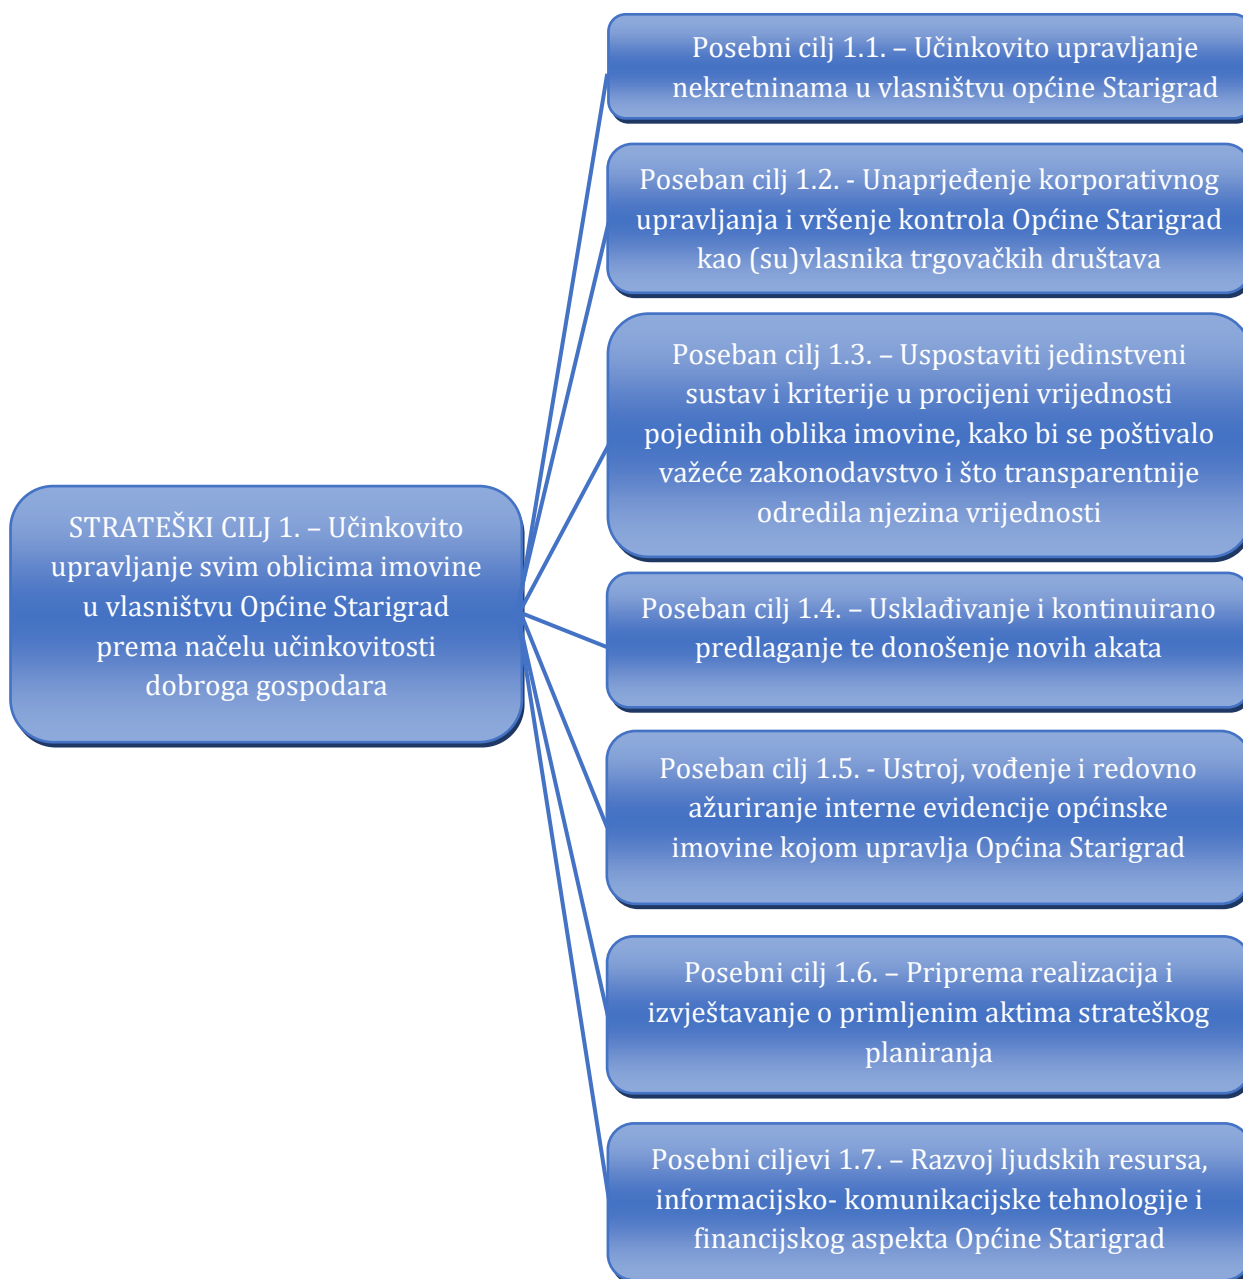 Posebni cilj 1.1. – Učinkovito upravljanje
nekretninama u vlasništvu općine Starigrad
Poseban cilj 1.2. - Unaprjeđenje korporativnog
upravljanja i vršenje kontrola Općine Starigrad
kao (su)vlasnika trgovačkih društava
Poseban cilj 1.3. – Uspostaviti jedinstveni
sustav i kriterije u procijeni vrijednosti
pojedinih oblika imovine, kako bi se poštivalo
važeće zakonodavstvo i što transparentnije
odredila njezina vrijednosti
STRATEŠKI CILJ 1. – Učinkovito
upravljanje svim oblicima imovine
u vlasništvu Općine Starigrad
prema načelu učinkovitosti
dobroga gospodara
Poseban cilj 1.4. – Usklađivanje i kontinuirano
predlaganje te donošenje novih akata
Poseban cilj 1.5. - Ustroj, vođenje i redovno
ažuriranje interne evidencije općinske
imovine kojom upravlja Općina Starigrad
Posebni cilj 1.6. – Priprema realizacija i
izvještavanje o primljenim aktima strateškog
planiranja
Posebni ciljevi 1.7. – Razvoj ljudskih resursa,
informacijsko- komunikacijske tehnologije i
financijskog aspekta Općine Starigrad